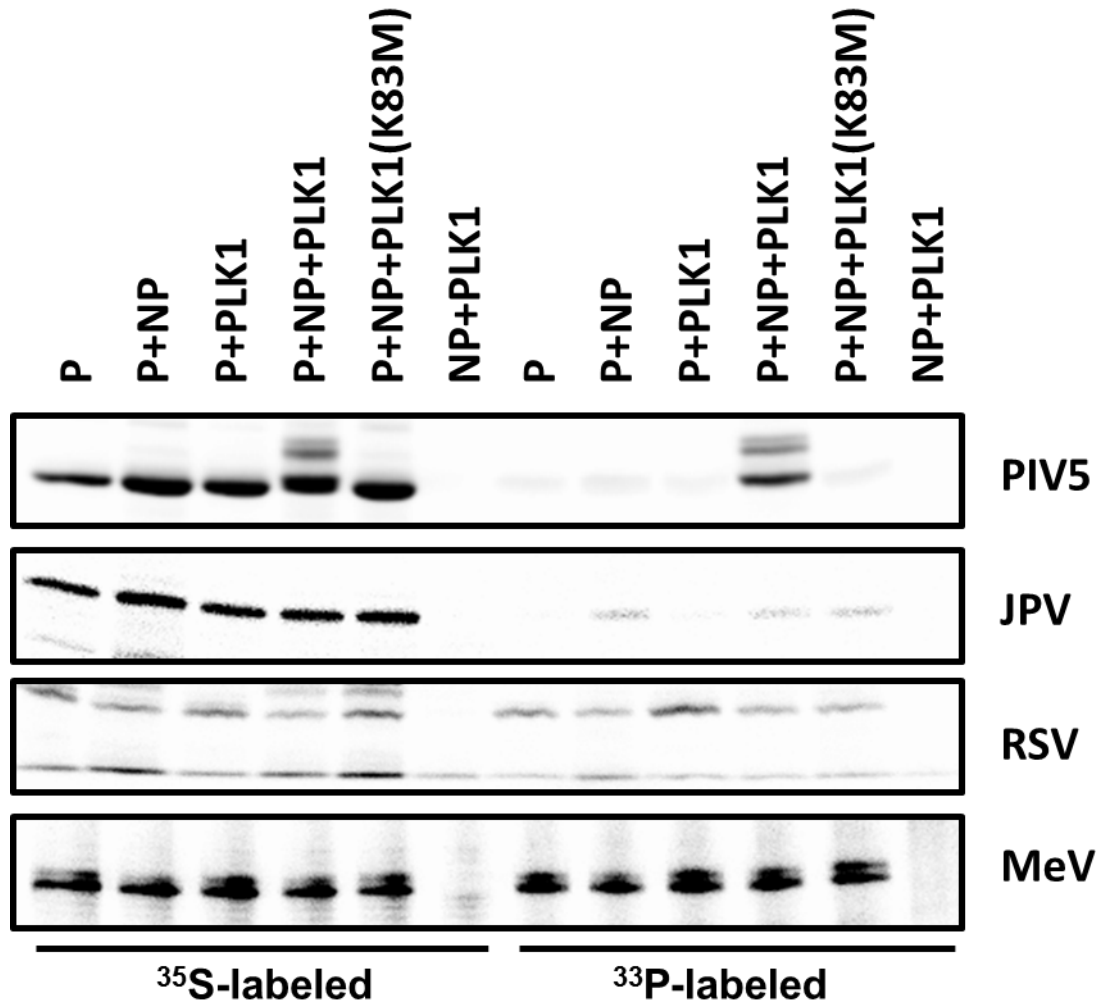 P
P+NP
P+PLK1
P+NP+PLK1
P+NP+PLK1(K83M)
NP+PLK1
P
P+NP
P+PLK1
P+NP+PLK1
P+NP+PLK1(K83M)
NP+PLK1
PIV5
JPV
RSV
MeV
³⁵S-labeled
³³P-labeled